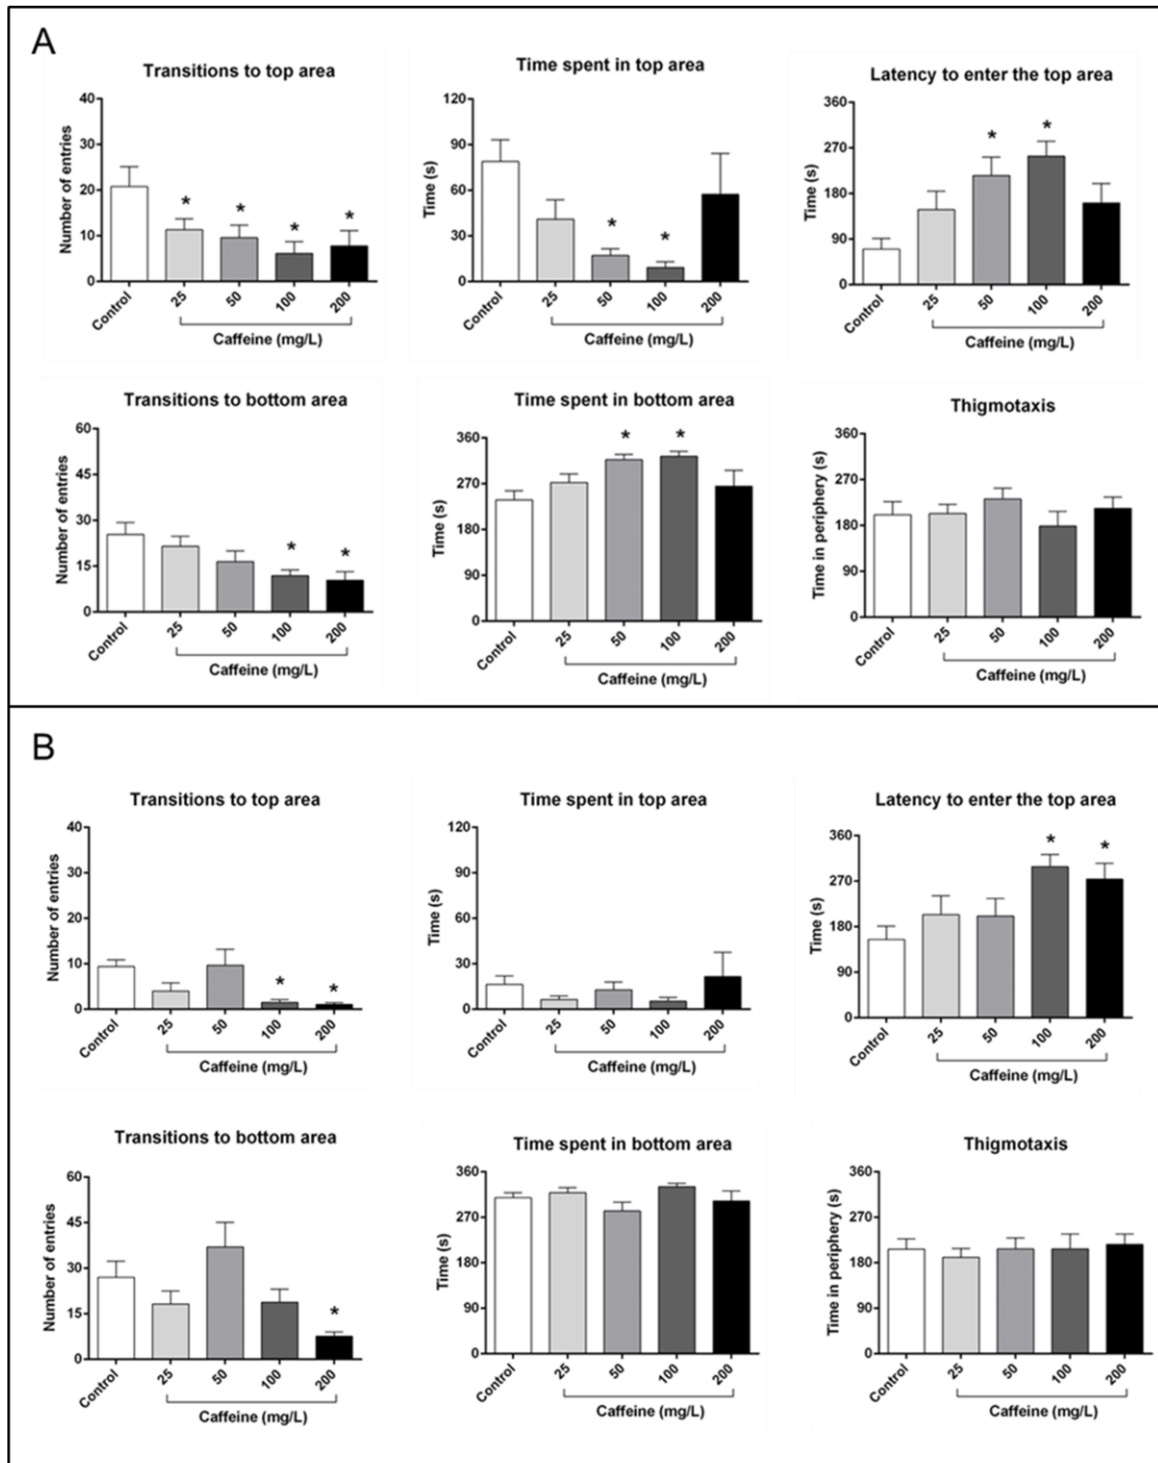 A
Transitions to top area
Number of entries
40
30
20
10
0
* * * *
Control 25 50 100 200
Caffeine (mg/L)
Time spent in top area
Time (s)
120
90
60
30
0
* *
Control 25 50 100 200
Caffeine (mg/L)
Latency to enter the top area
Time (s)
360
270
180
90
0
* *
Control 25 50 100 200
Caffeine (mg/L)
Transitions to bottom area
Number of entries
60
45
30
15
0
* *
Control 25 50 100 200
Caffeine (mg/L)
Time spent in bottom area
Time (s)
360
270
180
90
0
* *
Control 25 50 100 200
Caffeine (mg/L)
Thigmotaxis
Time in periphery (s)
360
270
180
90
0
Control 25 50 100 200
Caffeine (mg/L)
B
Transitions to top area
Number of entries
40
30
20
10
0
* *
Control 25 50 100 200
Caffeine (mg/L)
Time spent in top area
Time (s)
120
90
60
30
0
Control 25 50 100 200
Caffeine (mg/L)
Latency to enter the top area
Time (s)
360
270
180
90
0
* *
Control 25 50 100 200
Caffeine (mg/L)
Transitions to bottom area
Number of entries
60
45
30
15
0
*
Control 25 50 100 200
Caffeine (mg/L)
Time spent in bottom area
Time (s)
360
270
180
90
0
Control 25 50 100 200
Caffeine (mg/L)
Thigmotaxis
Time in periphery (s)
360
270
180
90
0
Control 25 50 100 200
Caffeine (mg/L)